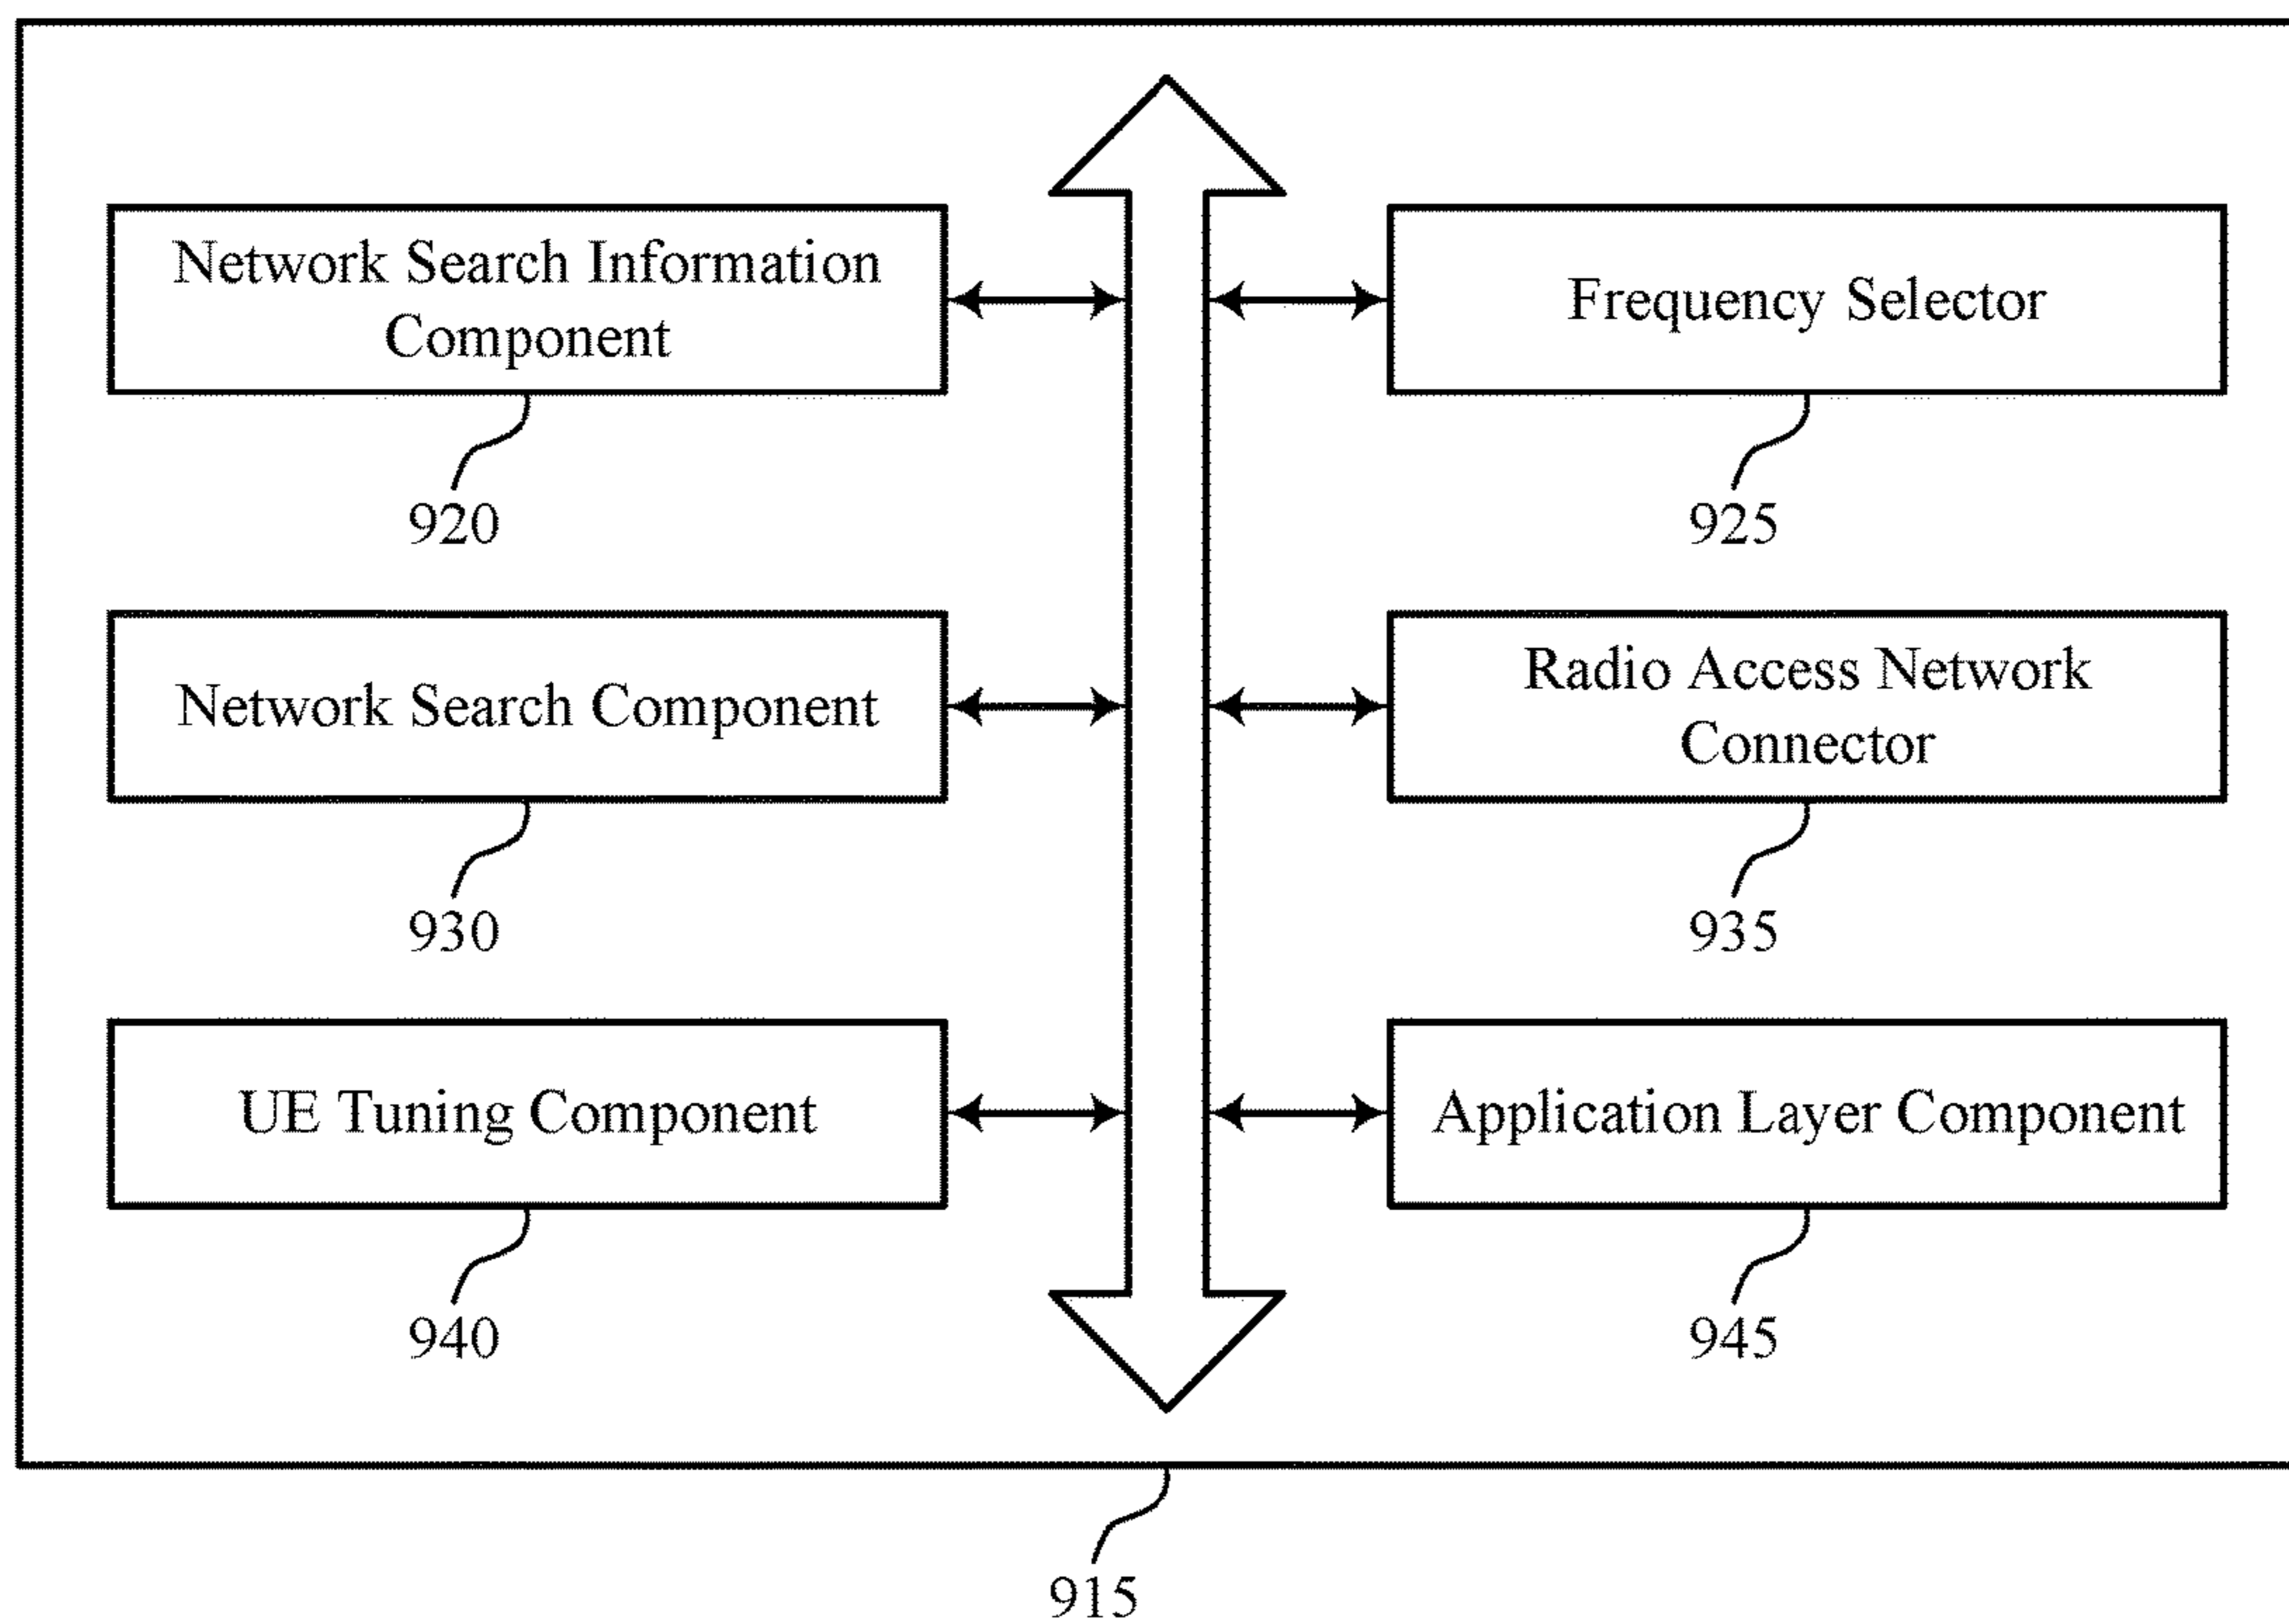 Network Search Information
Component
920
Frequency Selector
925
Network Search Component
930
Radio Access Network
Connector
935
UE Tuning Component
940
Application Layer Component
945
915